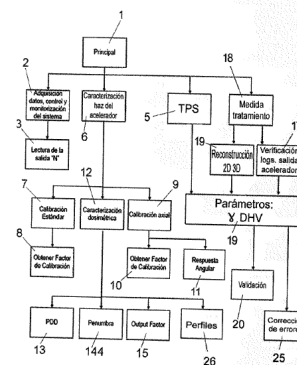 1
Principal
2
Adquisición
datos, control y
monitorización
del sistema
3
Lectura de la
salida "N"
Caracterización
haz del
acelerador
6
5
TPS
18
Medida
tratamiento
19
Reconstrucción
2D 3D
Verificación
logs. salida
acelerador
Parámetros:
γ, DHV
19
7
Calibración
Estándar
8
Obtener Factor
de Calibración
12
Caracterización
dosimétrica
9
Calibración axial
Obtener Factor
de Calibración
10
Respuesta
Angular
11
Validación
20
Correcció
de errore
25
PDD
13
Penumbra
144
Output Factor
15
Perfiles
26